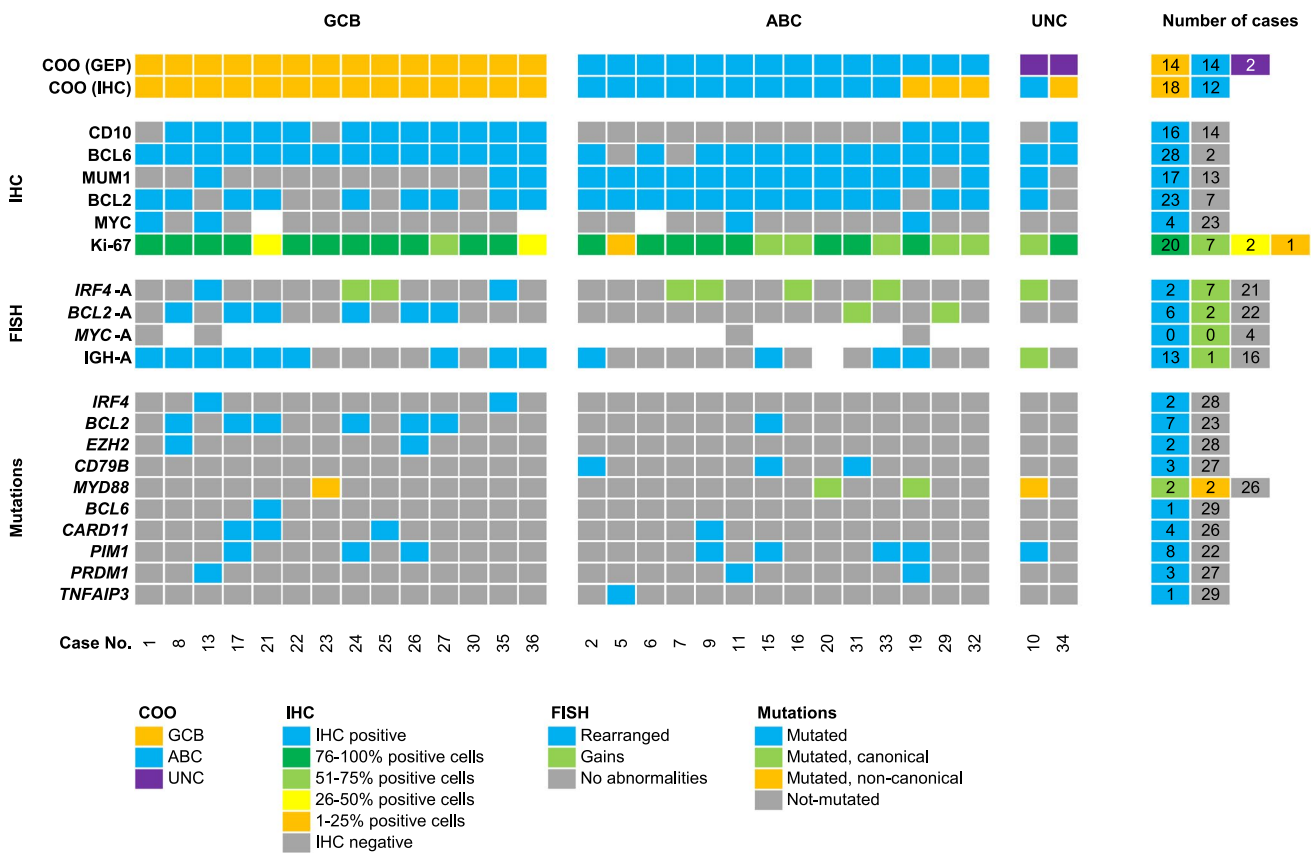 GCB ABC UNC Number of cases
COO (GEP) 14 14 2
COO (IHC) 18 12
IHC
CD10 16 14
BCL6 28 2
MUM1 17 13
BCL2 23 7
MYC 4 23
Ki-67 20 7 2 1
FISH
IRF4-A 2 7 21
BCL2-A 6 2 22
MYC-A 0 0 4
IGH-A 13 1 16
Mutations
IRF4 2 28
BCL2 7 23
EZH2 2 28
CD79B 3 27
MYD88 2 2 26
BCL6 1 29
CARD11 4 26
PIM1 8 22
PRDM1 3 27
TNFAIP3 1 29
Case No. 1 8 13 17 21 22 23 24 25 26 27 30 35 36 2 5 6 7 9 11 15 16 20 31 33 19 29 32 10 34
COO IHC FISH Mutations
GCB IHC positive Rearranged Mutated
ABC 76-100% positive cells Gains Mutated, canonical
UNC 51-75% positive cells No abnormalities Mutated, non-canonical
26-50% positive cells Not-mutated
1-25% positive cells
IHC negative